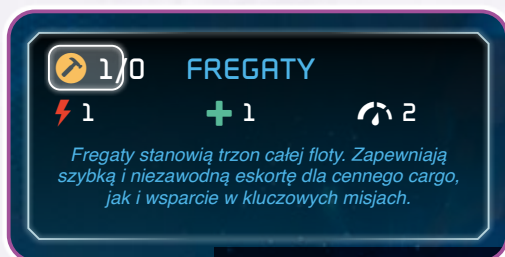 1/0 FREGATY
1 1 2
Fregaty stanowią trzon całej floty. Zapewniają
szybką i niezawodną eskortę dla cennego cargo,
jak i wsparcie w kluczowych misjach.